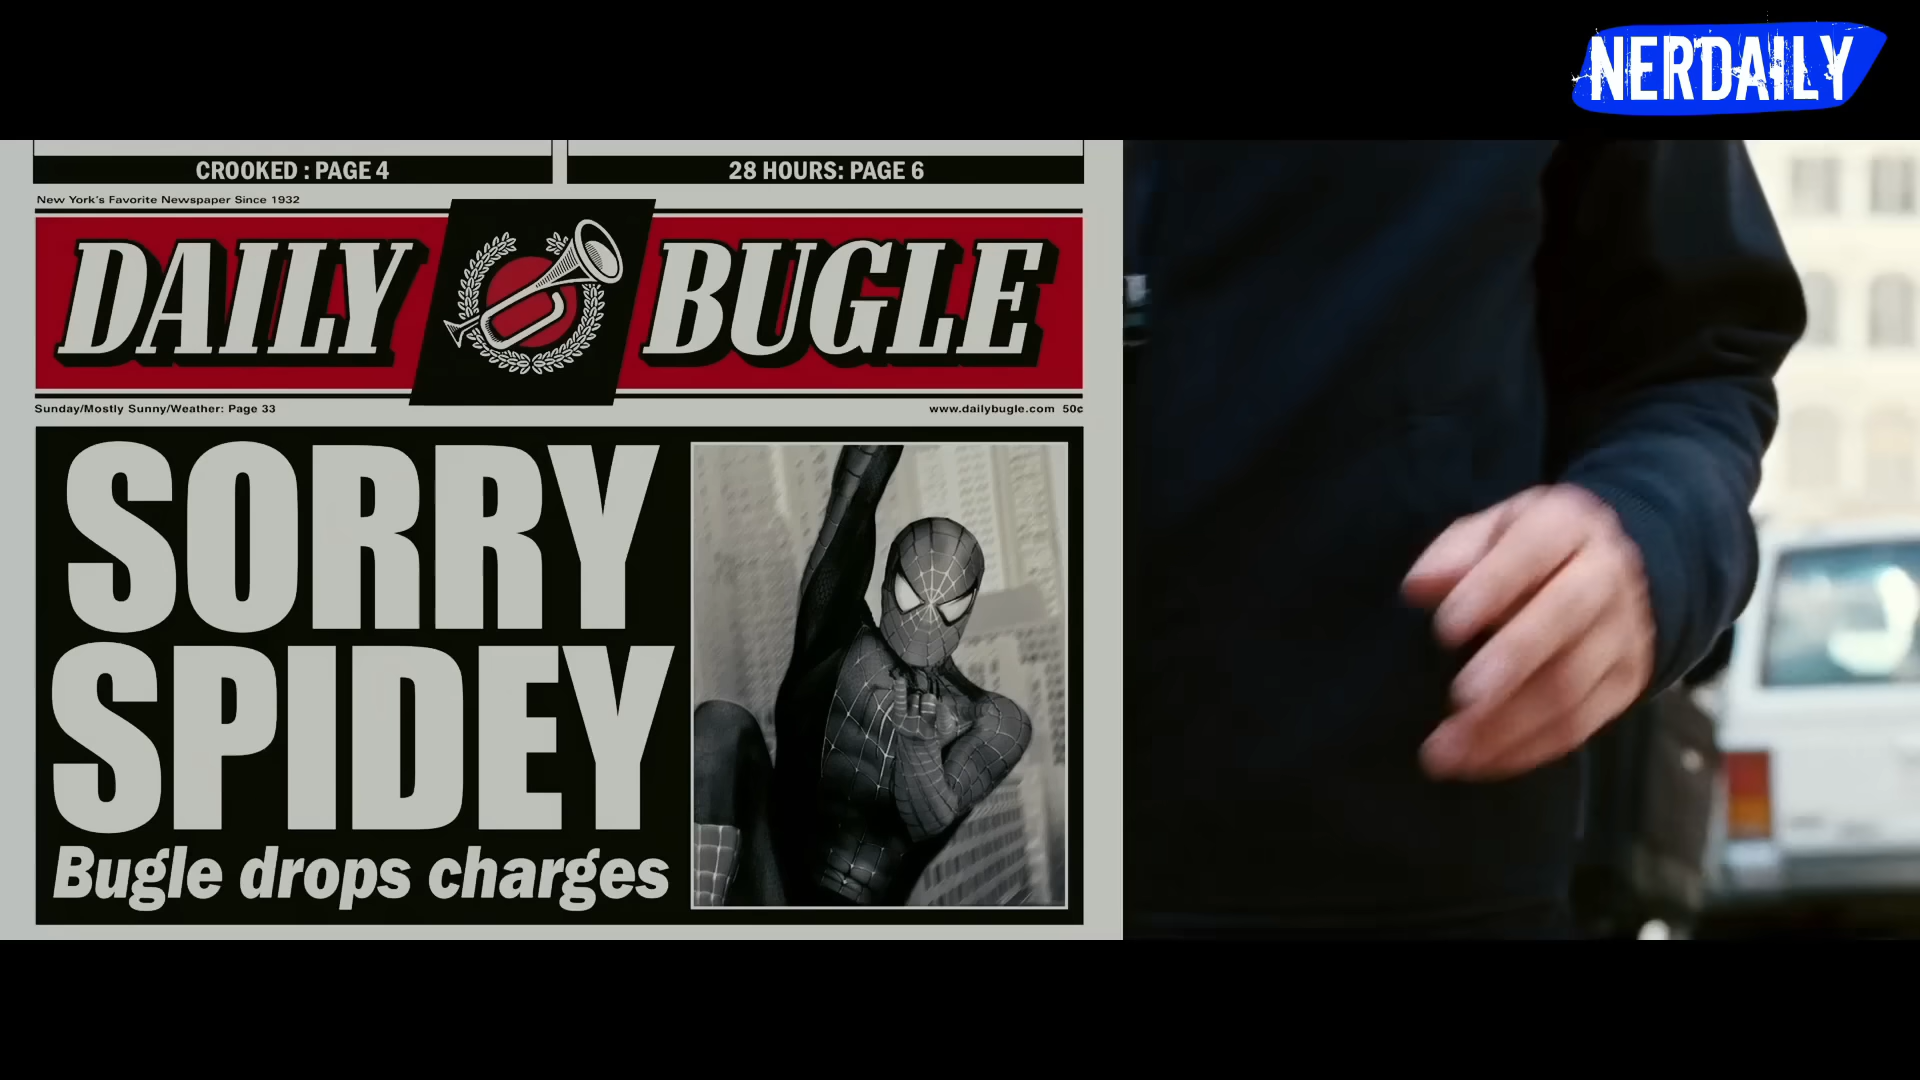 NERDAILY
CROOKED : PAGE 4
28 HOURS: PAGE 6
New York's Favorite Newspaper Since 1932
DAILY BUGLE
Sunday/Mostly Sunny/Weather: Page 33
www.dailybugle.com 50¢
SORRY
SPIDEY
Bugle drops charges